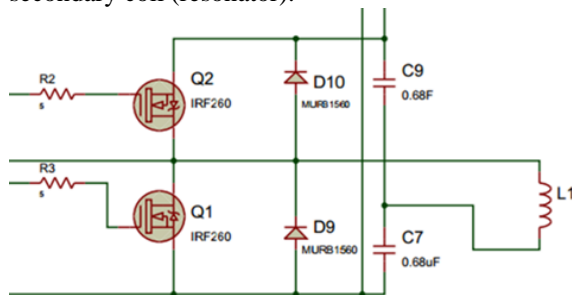 secondary coil (resonator).
R2
s
Q2
IRF260
D10
MURB1560
C9
0.68F
R3
s
Q1
IRF260
D9
MURB1560
C7
0.68uF
L1